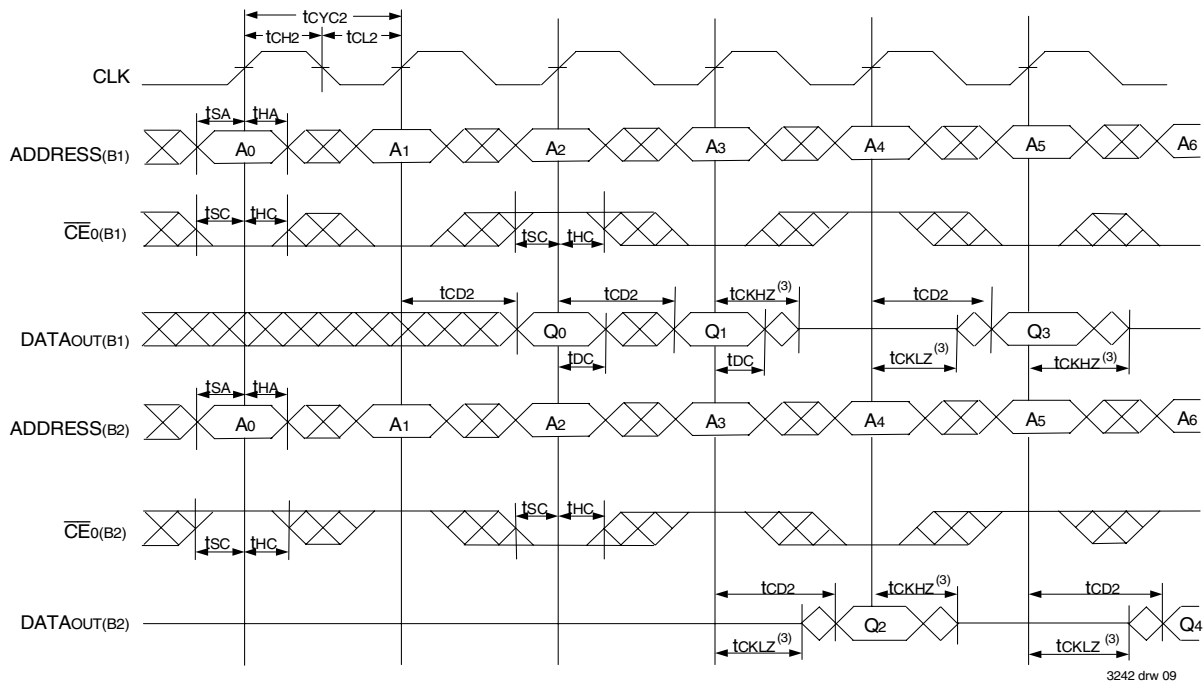 tCYC2
tCH2 tCL2
CLK
tSA tHA
ADDRESS(B1) A0 A1 A2 A3 A4 A5 A6
tSC tHC
CE0(B1)
tSC tHC
tCD2 tCD2 tCKHZ(3) tCD2
DATAOUT(B1) Q0 Q1 Q3
tDC tDC tCKLZ(3) tCKHZ(3)
tSA tHA
ADDRESS(B2) A0 A1 A2 A3 A4 A5 A6
tSC tHC
CE0(B2)
tSC tHC
tCD2 tCKHZ(3) tCD2
DATAOUT(B2) Q2 Q4
tCKLZ(3) tCKLZ(3)
3242 drw 09